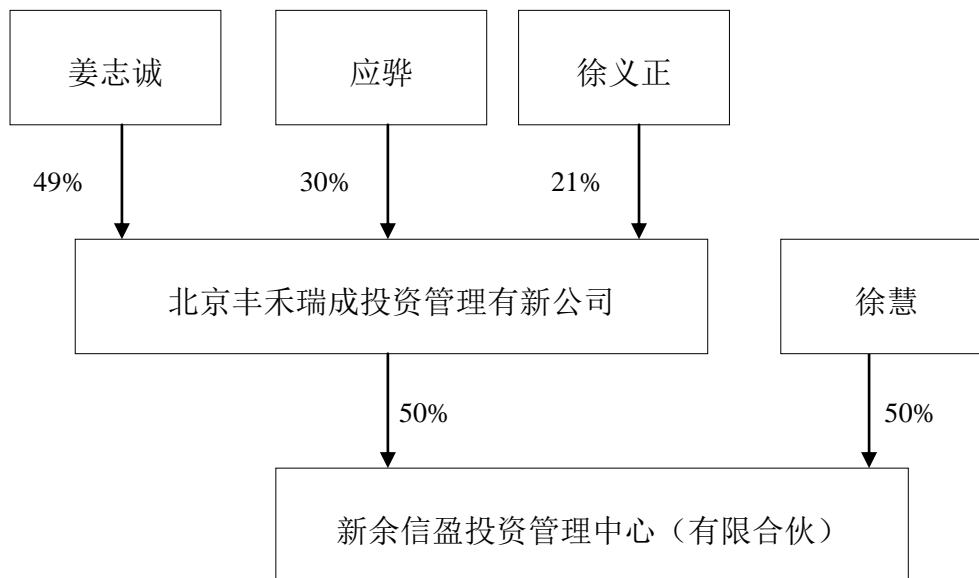 姜志诚
应骅
徐义正
49%
30%
21%
北京丰禾瑞成投资管理有新公司
徐慧
50%
50%
新余信盈投资管理中心（有限合伙）